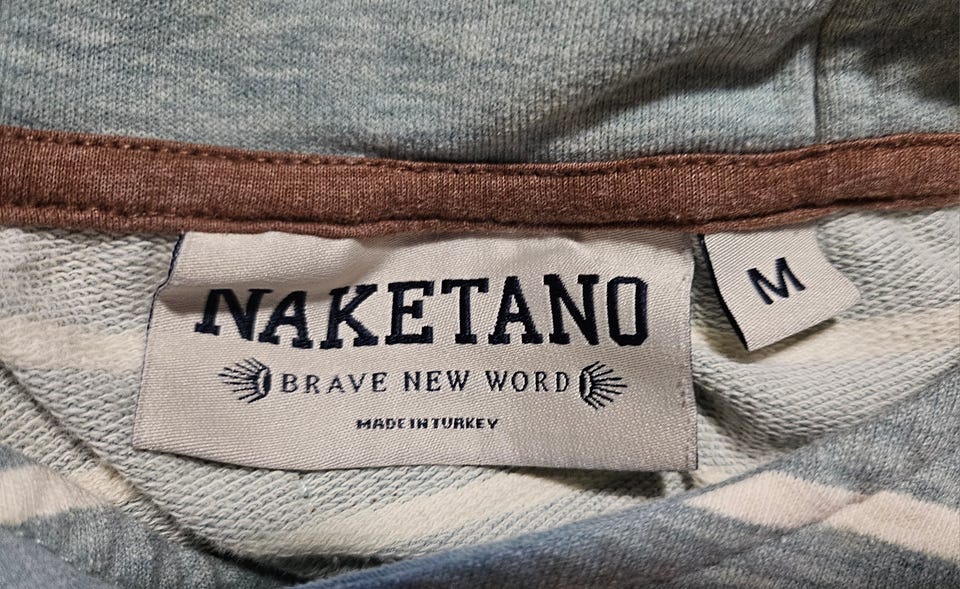 NAKETANO
BRAVE NEW WORD
MADE IN TURKEY
M